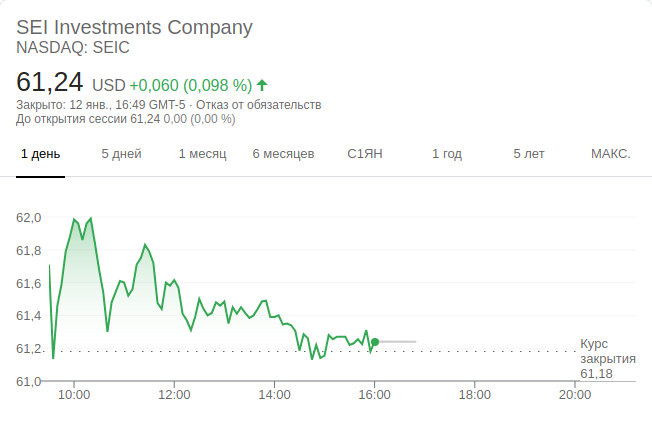 SEI Investments Company
NASDAQ: SEIC
61,24 USD +0,060 (0,098 %)
Закрыто: 12 янв., 16:49 GMT-5 · Отказ от обязательств
До открытия сессии 61,24 0,00 (0,00 %)
1 день 5 дней 1 месяц 6 месяцев С1ЯН 1 год 5 лет МАКС.
62,0
61,8
61,6
61,4
61,2
61,0
Курс
закрытия
61,18
10:00 12:00 14:00 16:00 18:00 20:00